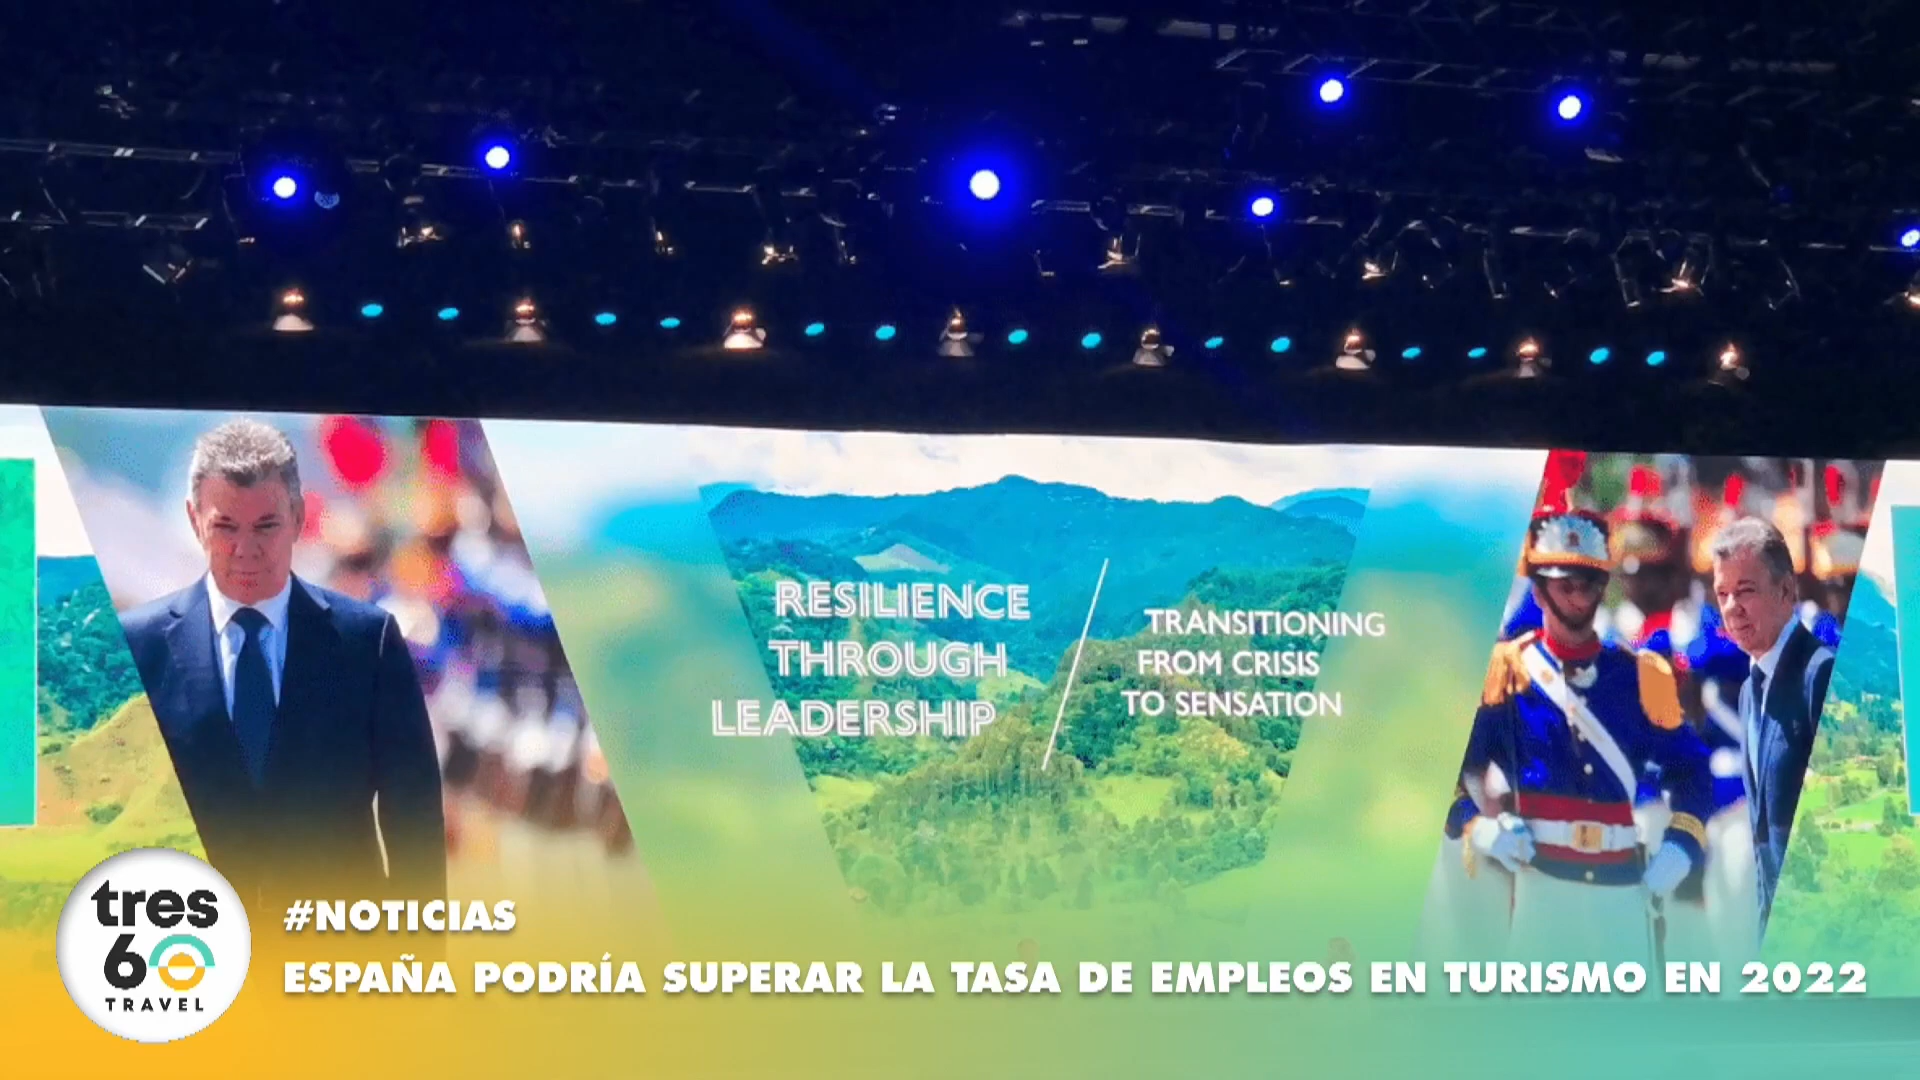 RESILIENCE
THROUGH
LEADERSHIP
TRANSITIONING
FROM CRISIS
TO SENSATION
tres
60
TRAVEL
#NOTICIAS
ESPAÑA PODRÍA SUPERAR LA TASA DE EMPLEOS EN TURISMO EN 2022